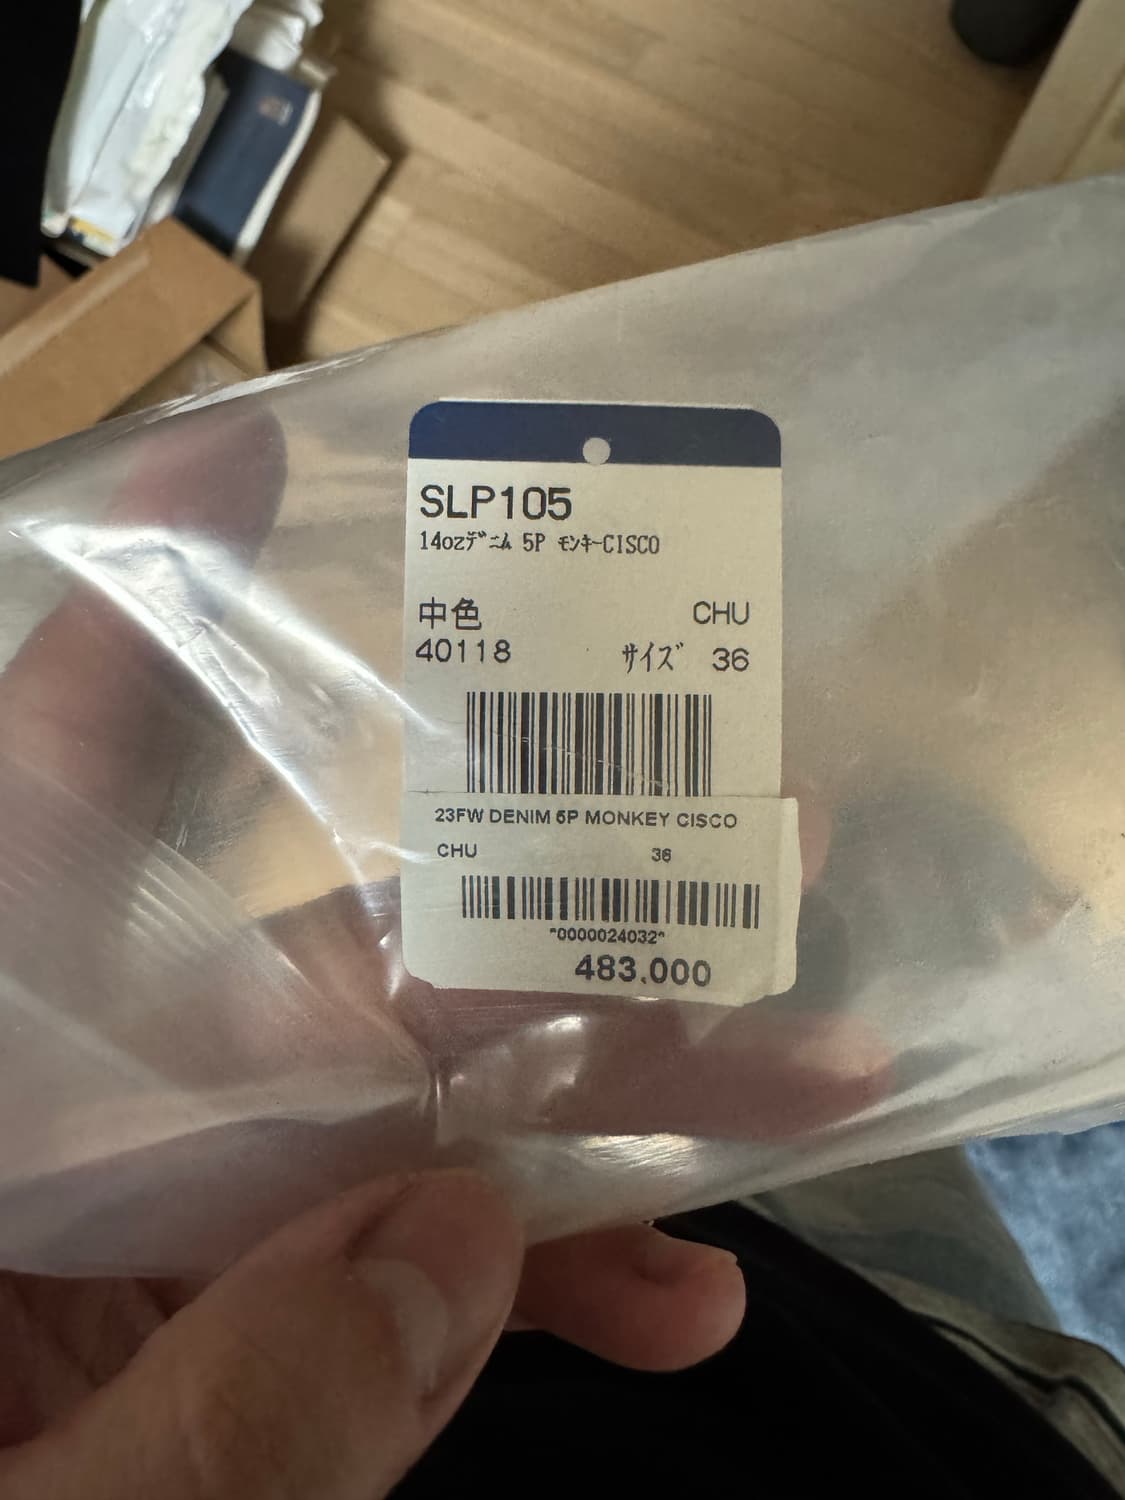 SLP105
14ozﾃﾞﾆﾑ 5P ﾓﾝｷｰCISCO
中色 CHU
40118 ｻｲｽﾞ 36
23FW DENIM 5P MONKEY CISCO
CHU 36
*0000024032*
483,000